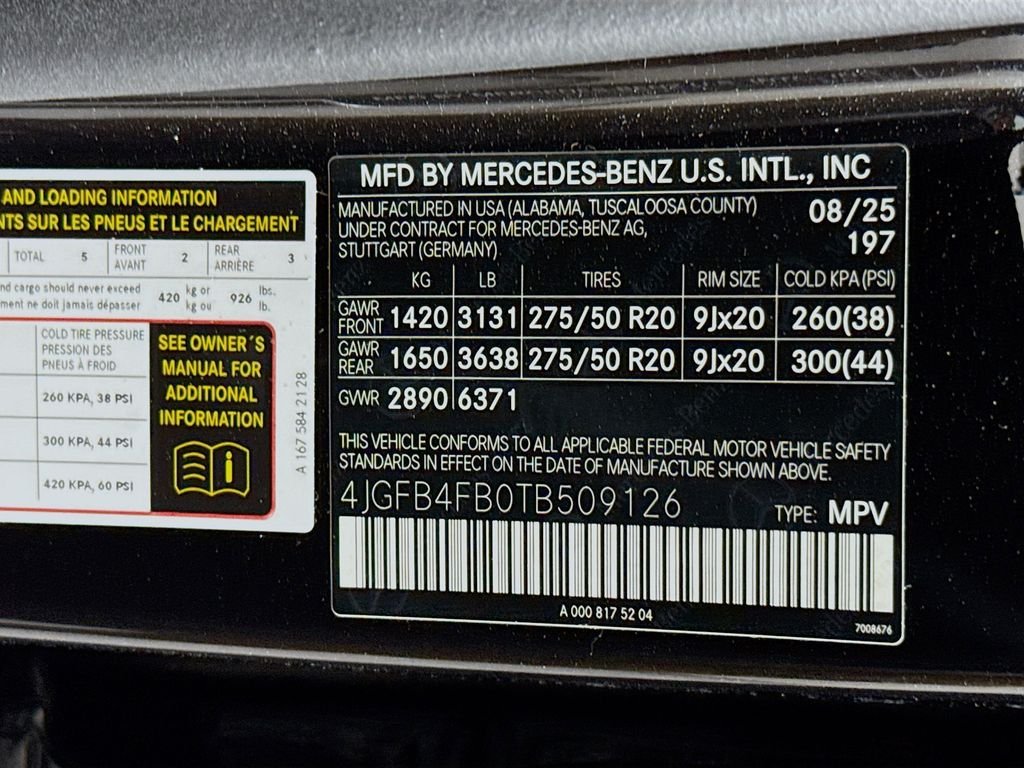 AND LOADING INFORMATION
NTS SUR LES PNEUS ET LE CHARGEMENT
TOTAL 5 FRONT AVANT 2 REAR ARRIÈRE 3
nd cargo should never exceed
ment ne doit jamais dépasser
420 kg or kg ou 926 lbs. lb.
COLD TIRE PRESSURE
PRESSION DES
PNEUS À FROID
260 KPA, 38 PSI
300 KPA, 44 PSI
420 KPA, 60 PSI
SEE OWNER´S
MANUAL FOR
ADDITIONAL
INFORMATION
A 167 584 21 28
MFD BY MERCEDES-BENZ U.S. INTL., INC
MANUFACTURED IN USA (ALABAMA, TUSCALOOSA COUNTY) 08/25
UNDER CONTRACT FOR MERCEDES-BENZ AG, 197
STUTTGART (GERMANY)
KG LB TIRES RIM SIZE COLD KPA (PSI)
GAWR FRONT 1420 3131 275/50 R20 9Jx20 260(38)
GAWR REAR 1650 3638 275/50 R20 9Jx20 300(44)
GVWR 2890 6371
THIS VEHICLE CONFORMS TO ALL APPLICABLE FEDERAL MOTOR VEHICLE SAFETY
STANDARDS IN EFFECT ON THE DATE OF MANUFACTURE SHOWN ABOVE.
4JGFB4FB0TB509126
TYPE: MPV
A 000 817 52 04
7008676